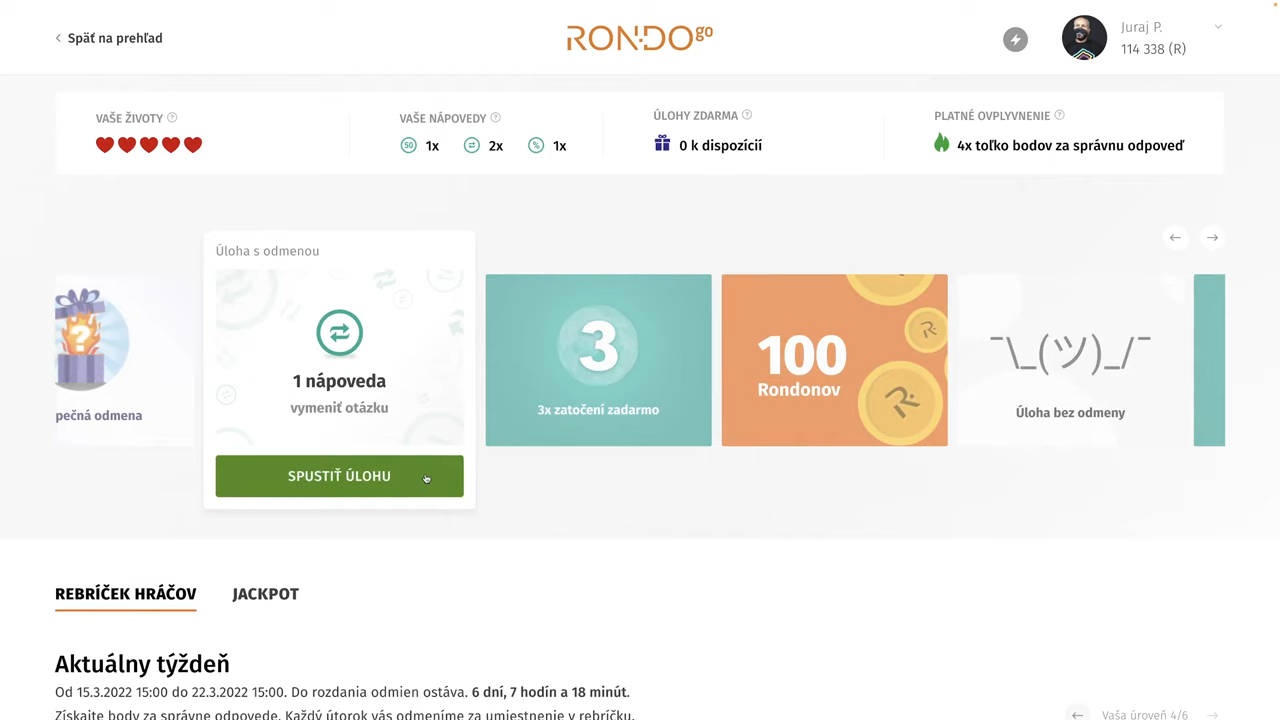 Späť na prehľad
RONDO go
Juraj P.
114 338 (R)
VAŠE ŽIVOTY ?
VAŠE NÁPOVEDY ?
50 1x 2x % 1x
ÚLOHY ZDARMA ?
0 k dispozícií
PLATNÉ OVPLYVNENIE ?
4x toľko bodov za správnu odpoveď
?
pečná odmena
Úloha s odmenou
1 nápoveda
vymeniť otázku
SPUSTIŤ ÚLOHU
3
3x zatočení zadarmo
100
Rondonov
¯\_(ツ)_/¯
Úloha bez odmeny
REBRÍČEK HRÁČOV
JACKPOT
Aktuálny týždeň
Od 15.3.2022 15:00 do 22.3.2022 15:00. Do rozdania odmien ostáva. 6 dní, 7 hodín a 18 minút.
Získajte body za správne odpovede. Každý útorok vás odmeníme za umiestnenie v rebríčku.
Vaša úroveň 4/6